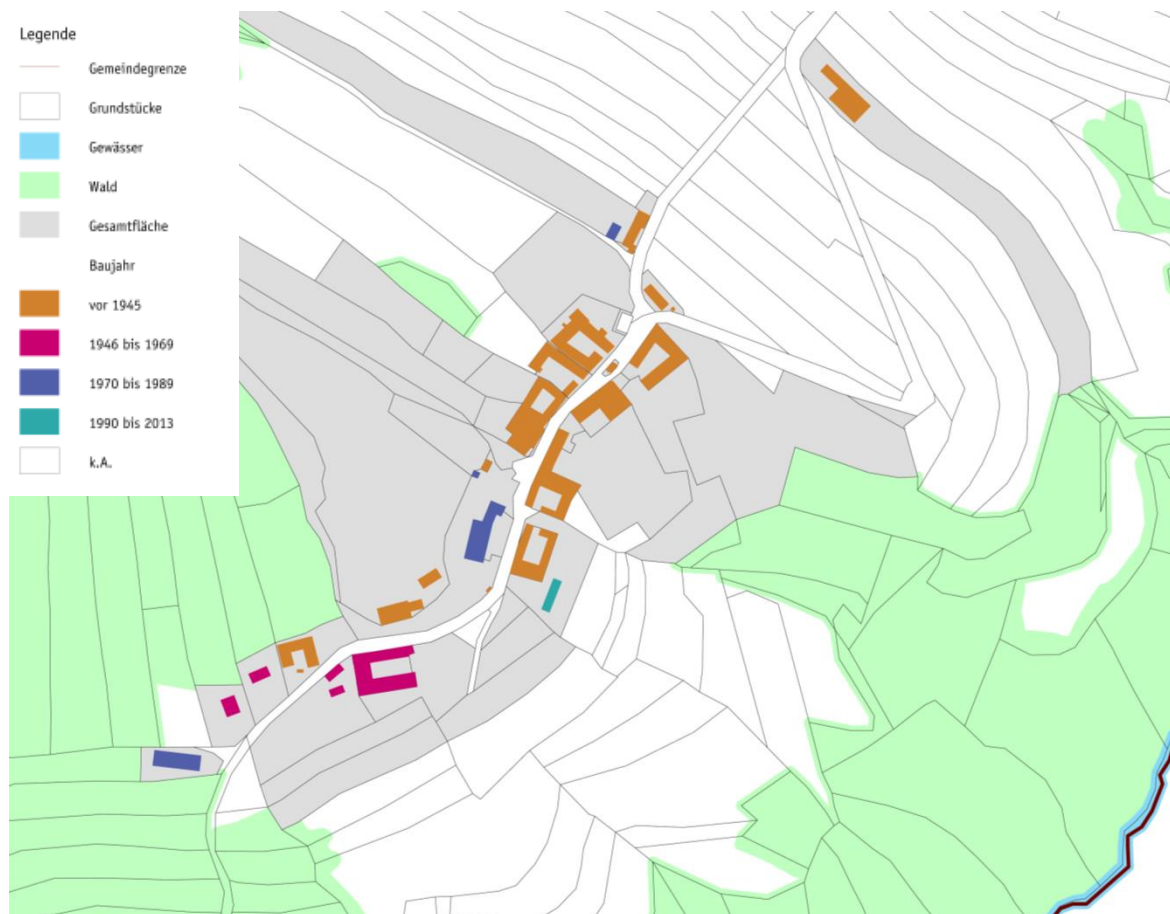 Legende
Gemeindegrenze
Grundstücke
Gewässer
Wald
Gesamtfläche
Baujahr
vor 1945
1946 bis 1969
1970 bis 1989
1990 bis 2013
k.A.